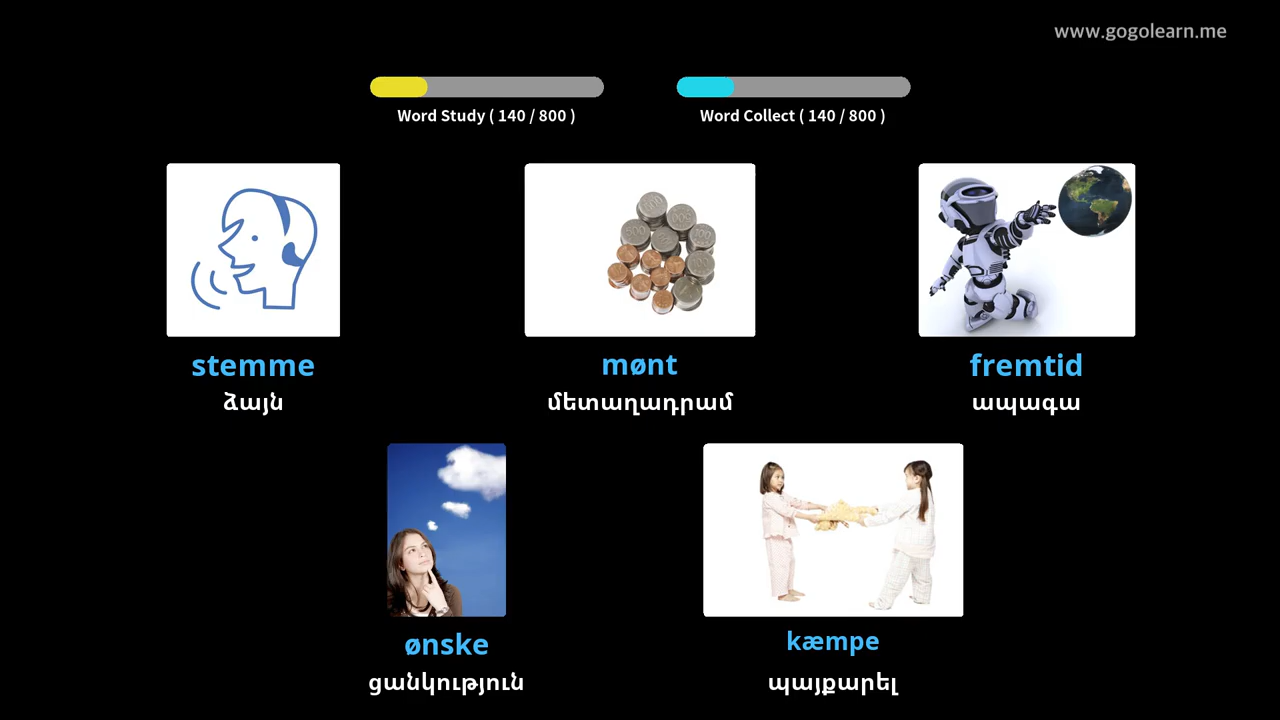 www.gogolearn.me
Word Study ( 140 / 800 )
Word Collect ( 140 / 800 )
stemme
ձայն
mønt
մետաղադրամ
fremtid
ապագա
ønske
ցանկություն
kæmpe
պայքարել